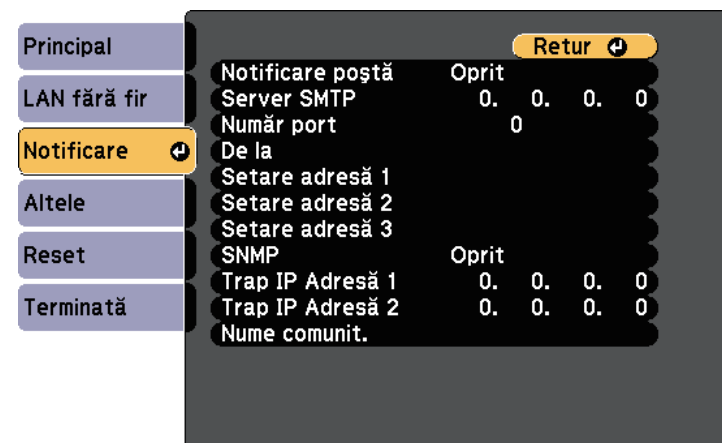 Principal
LAN fără fir
Notificare
Altele
Reset
Terminată
Retur
Notificare poştă Oprit
Server SMTP 0. 0. 0. 0
Număr port 0
De la
Setare adresă 1
Setare adresă 2
Setare adresă 3
SNMP Oprit
Trap IP Adresă 1 0. 0. 0. 0
Trap IP Adresă 2 0. 0. 0. 0
Nume comunit.